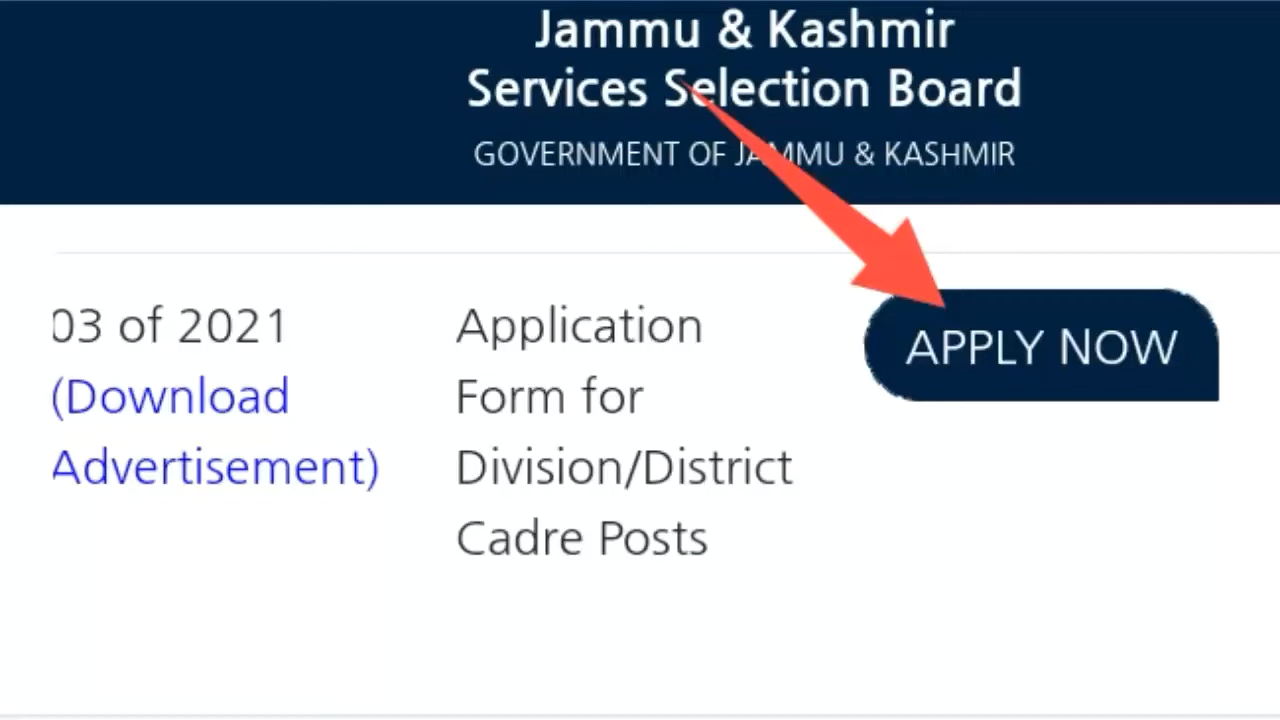 Jammu & Kashmir
Services Selection Board
GOVERNMENT OF JAMMU & KASHMIR
03 of 2021
(Download
Advertisement)
Application
Form for
Division/District
Cadre Posts
APPLY NOW